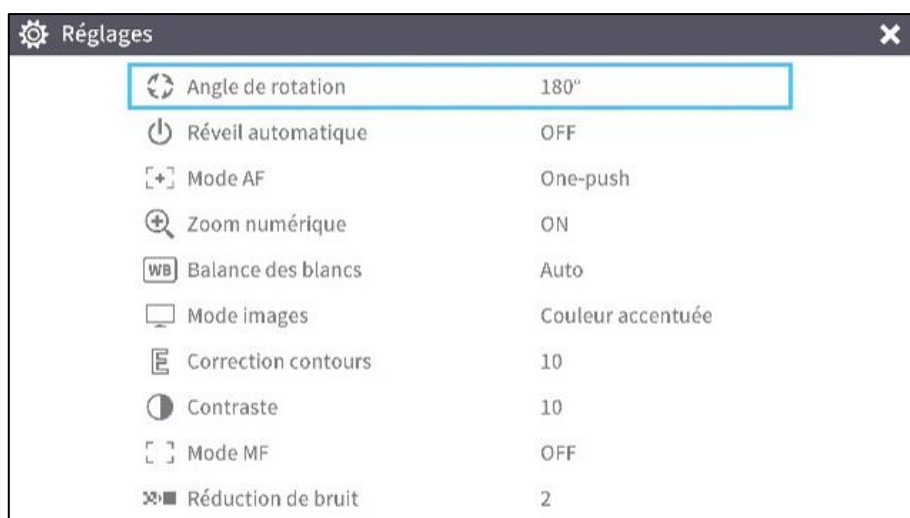 Réglages
Angle de rotation 180°
Réveil automatique OFF
Mode AF One-push
Zoom numérique ON
WB Balance des blancs Auto
Mode images Couleur accentuée
E Correction contours 10
Contraste 10
Mode MF OFF
Réduction de bruit 2